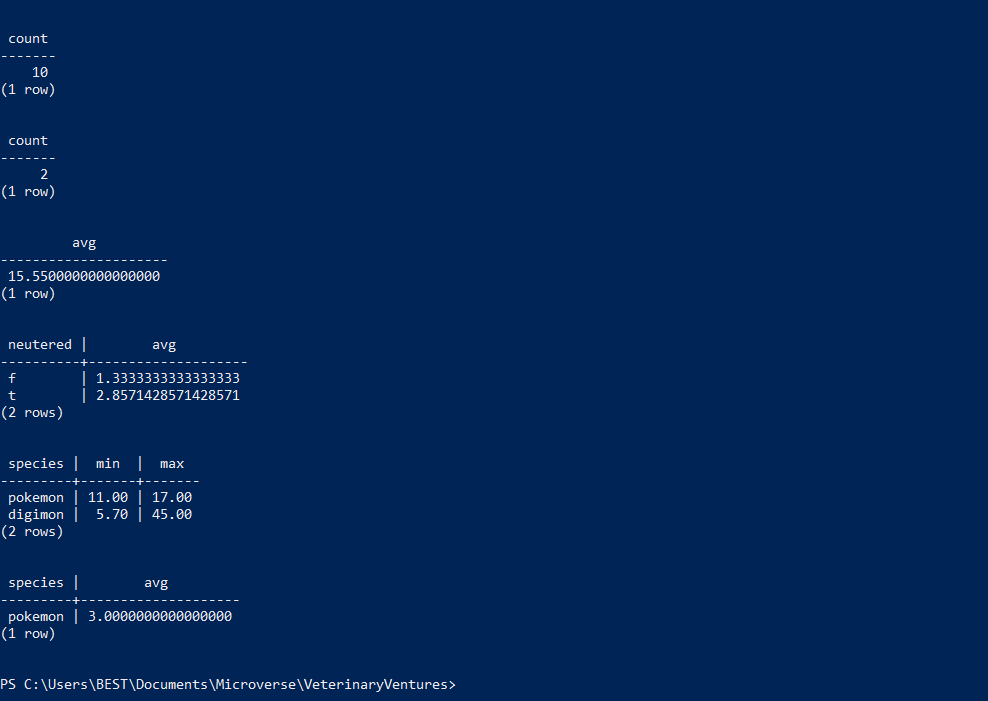 count
-------
    10
(1 row)

 count
-------
     2
(1 row)

         avg
---------------------
 15.5500000000000000
(1 row)

 neutered |        avg
----------+--------------------
 f        | 1.3333333333333333
 t        | 2.8571428571428571
(2 rows)

 species |  min  |  max
---------+-------+-------
 pokemon | 11.00 | 17.00
 digimon |  5.70 | 45.00
(2 rows)

 species |        avg
---------+--------------------
 pokemon | 3.0000000000000000
(1 row)

PS C:\Users\BEST\Documents\Microverse\VeterinaryVentures>